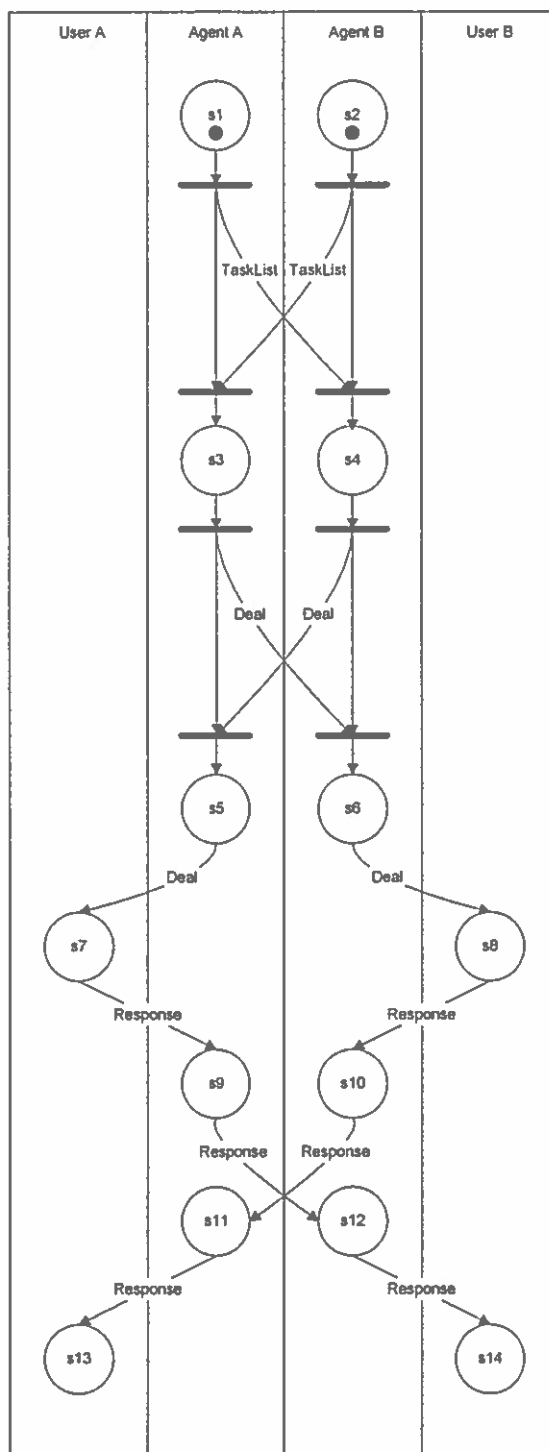 User A Agent A Agent B User B
s1 s2
TaskList TaskList
s3 s4
Deal Deal
s5 s6
Deal Deal
s7 s8
Response Response
s9 s10
Response Response
s11 s12
Response Response
s13 s14